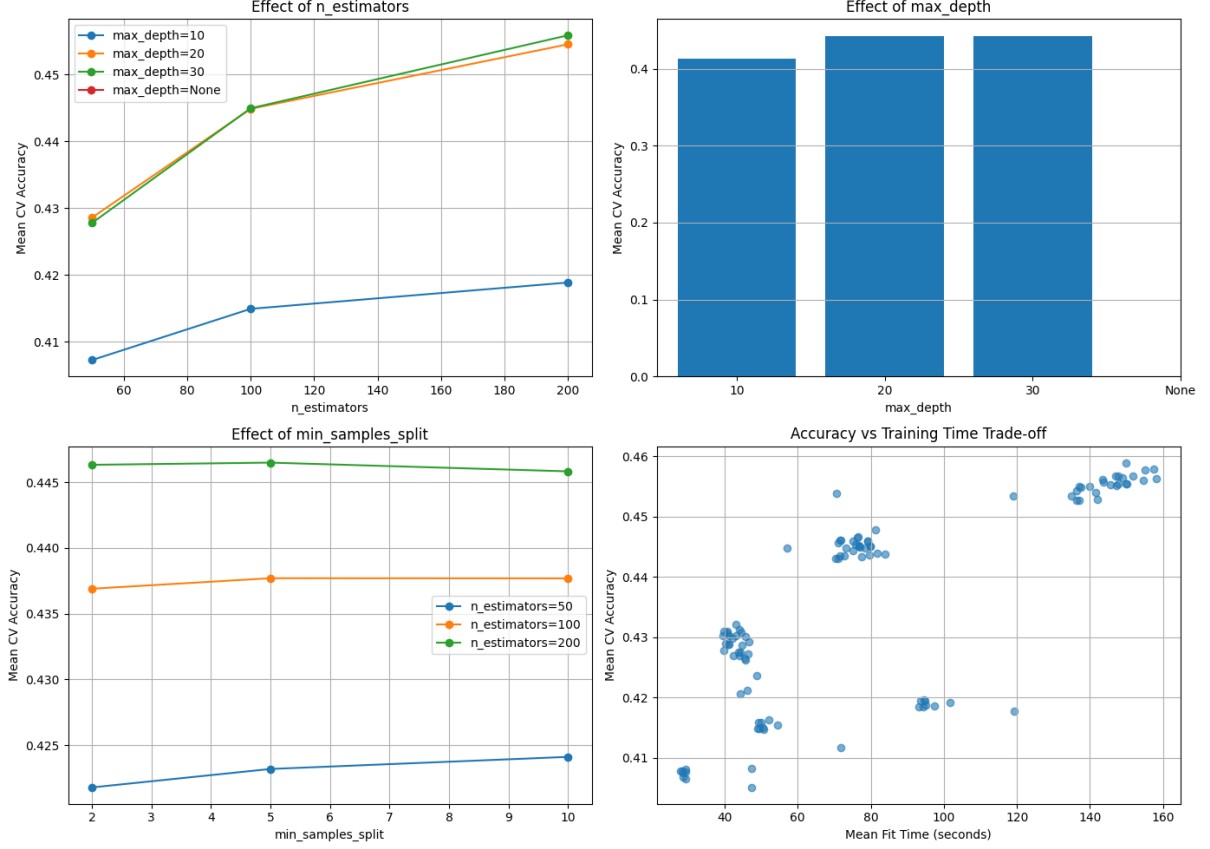 Effect of n_estimators
Mean CV Accuracy
0.45
0.44
0.43
0.42
0.41
max_depth=10
max_depth=20
max_depth=30
max_depth=None
60 80 100 120 140 160 180 200
n_estimators
Effect of max_depth
Mean CV Accuracy
0.4
0.3
0.2
0.1
0.0
10 20 30 None
max_depth
Effect of min_samples_split
Mean CV Accuracy
0.445
0.440
0.435
0.430
0.425
n_estimators=50
n_estimators=100
n_estimators=200
2 3 4 5 6 7 8 9 10
min_samples_split
Accuracy vs Training Time Trade-off
Mean CV Accuracy
0.46
0.45
0.44
0.43
0.42
0.41
40 60 80 100 120 140 160
Mean Fit Time (seconds)